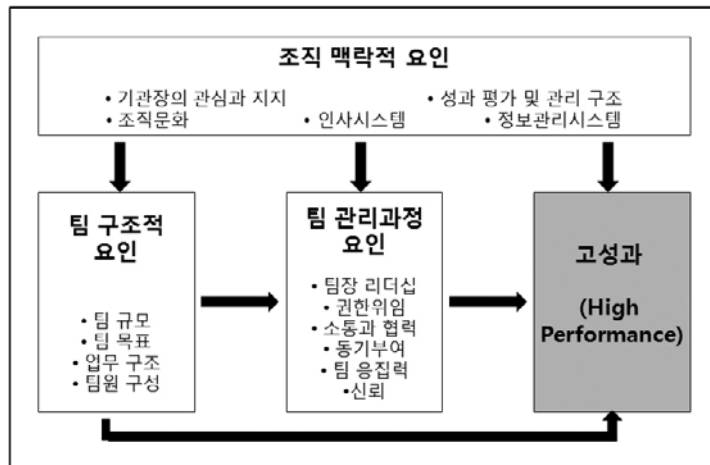 조직 맥락적 요인
• 기관장의 관심과 지지 • 성과 평가 및 관리 구조
• 조직문화 • 인사시스템 • 정보관리시스템
팀 구조적
요인
• 팀 규모
• 팀 목표
• 업무 구조
• 팀원 구성
팀 관리과정
요인
• 팀장 리더십
• 권한위임
• 소통과 협력
• 동기부여
• 팀 응집력
•신뢰
고성과
(High
Performance)